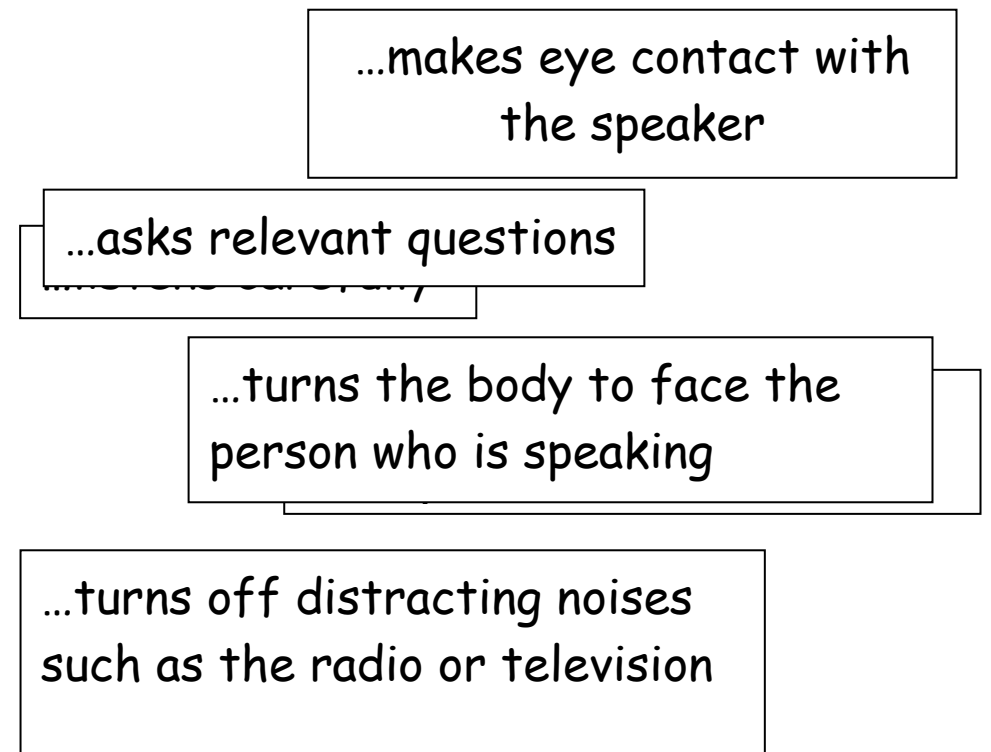 ...makes eye contact with
the speaker
...asks relevant questions
...turns the body to face the
person who is speaking
...turns off distracting noises
such as the radio or television